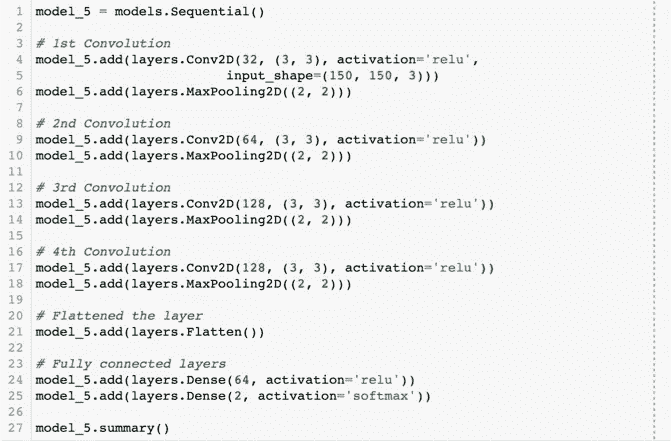 1 model_5 = models.Sequential()
2
3 # 1st Convolution
4 model_5.add(layers.Conv2D(32, (3, 3), activation='relu',
5                         input_shape=(150, 150, 3)))
6 model_5.add(layers.MaxPooling2D((2, 2)))
7
8 # 2nd Convolution
9 model_5.add(layers.Conv2D(64, (3, 3), activation='relu'))
10 model_5.add(layers.MaxPooling2D((2, 2)))
11
12 # 3rd Convolution
13 model_5.add(layers.Conv2D(128, (3, 3), activation='relu'))
14 model_5.add(layers.MaxPooling2D((2, 2)))
15
16 # 4th Convolution
17 model_5.add(layers.Conv2D(128, (3, 3), activation='relu'))
18 model_5.add(layers.MaxPooling2D((2, 2)))
19
20 # Flattened the layer
21 model_5.add(layers.Flatten())
22
23 # Fully connected layers
24 model_5.add(layers.Dense(64, activation='relu'))
25 model_5.add(layers.Dense(2, activation='softmax'))
26
27 model_5.summary()